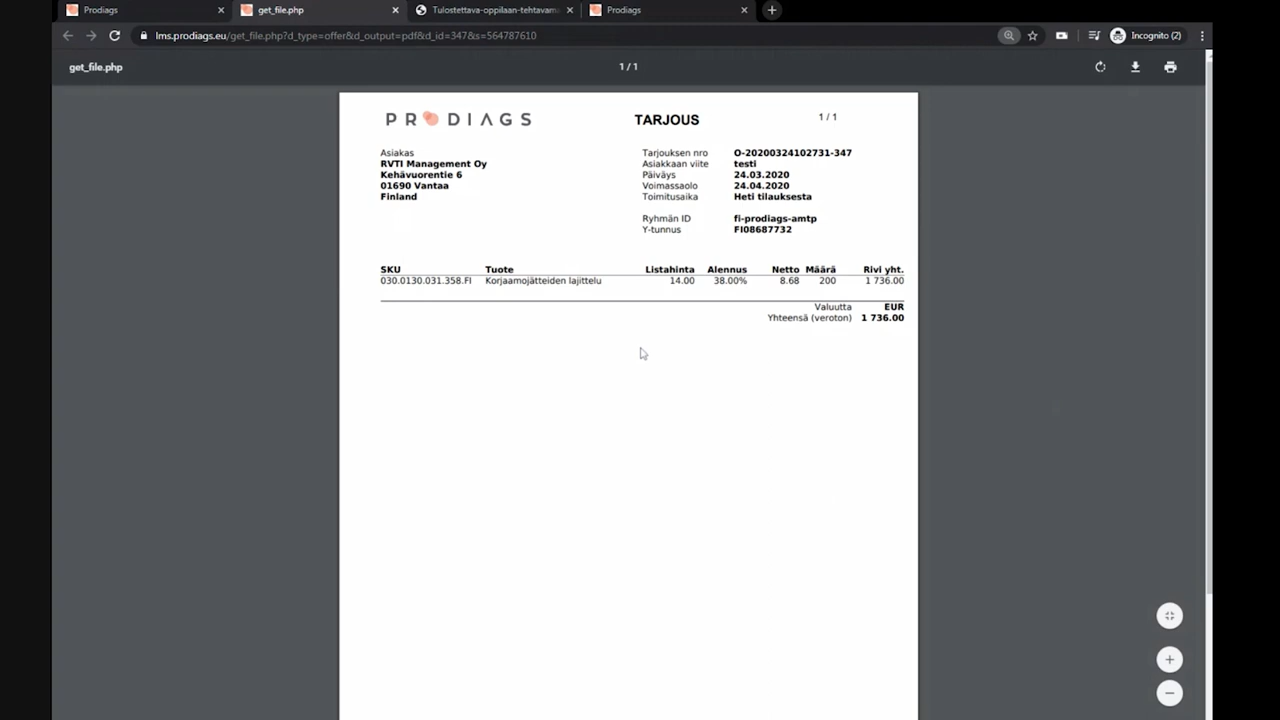 Prodiags
get_file.php
Tulostettava-oppilaan-tehtavama
Prodiags
lms.prodiags.eu/get_file.php?d_type=offer&d_output=pdf&d_id=347&s=564787610
Incognito (2)
get_file.php
1 / 1
PRODIAGS
TARJOUS
1 / 1
Asiakas
RVTI Management Oy
Kehävuorentie 6
01690 Vantaa
Finland
Tarjouksen nro O-20200324102731-347
Asiakkaan viite testi
Päiväys 24.03.2020
Voimassaolo 24.04.2020
Toimitusaika Heti tilauksesta
Ryhmän ID fi-prodiags-amtp
Y-tunnus FI08687732
SKU Tuote Listahinta Alennus Netto Määrä Rivi yht.
030.0130.031.358.FI Korjaamojätteiden lajittelu 14.00 38.00% 8.68 200 1 736.00
Valuutta EUR
Yhteensä (veroton) 1 736.00